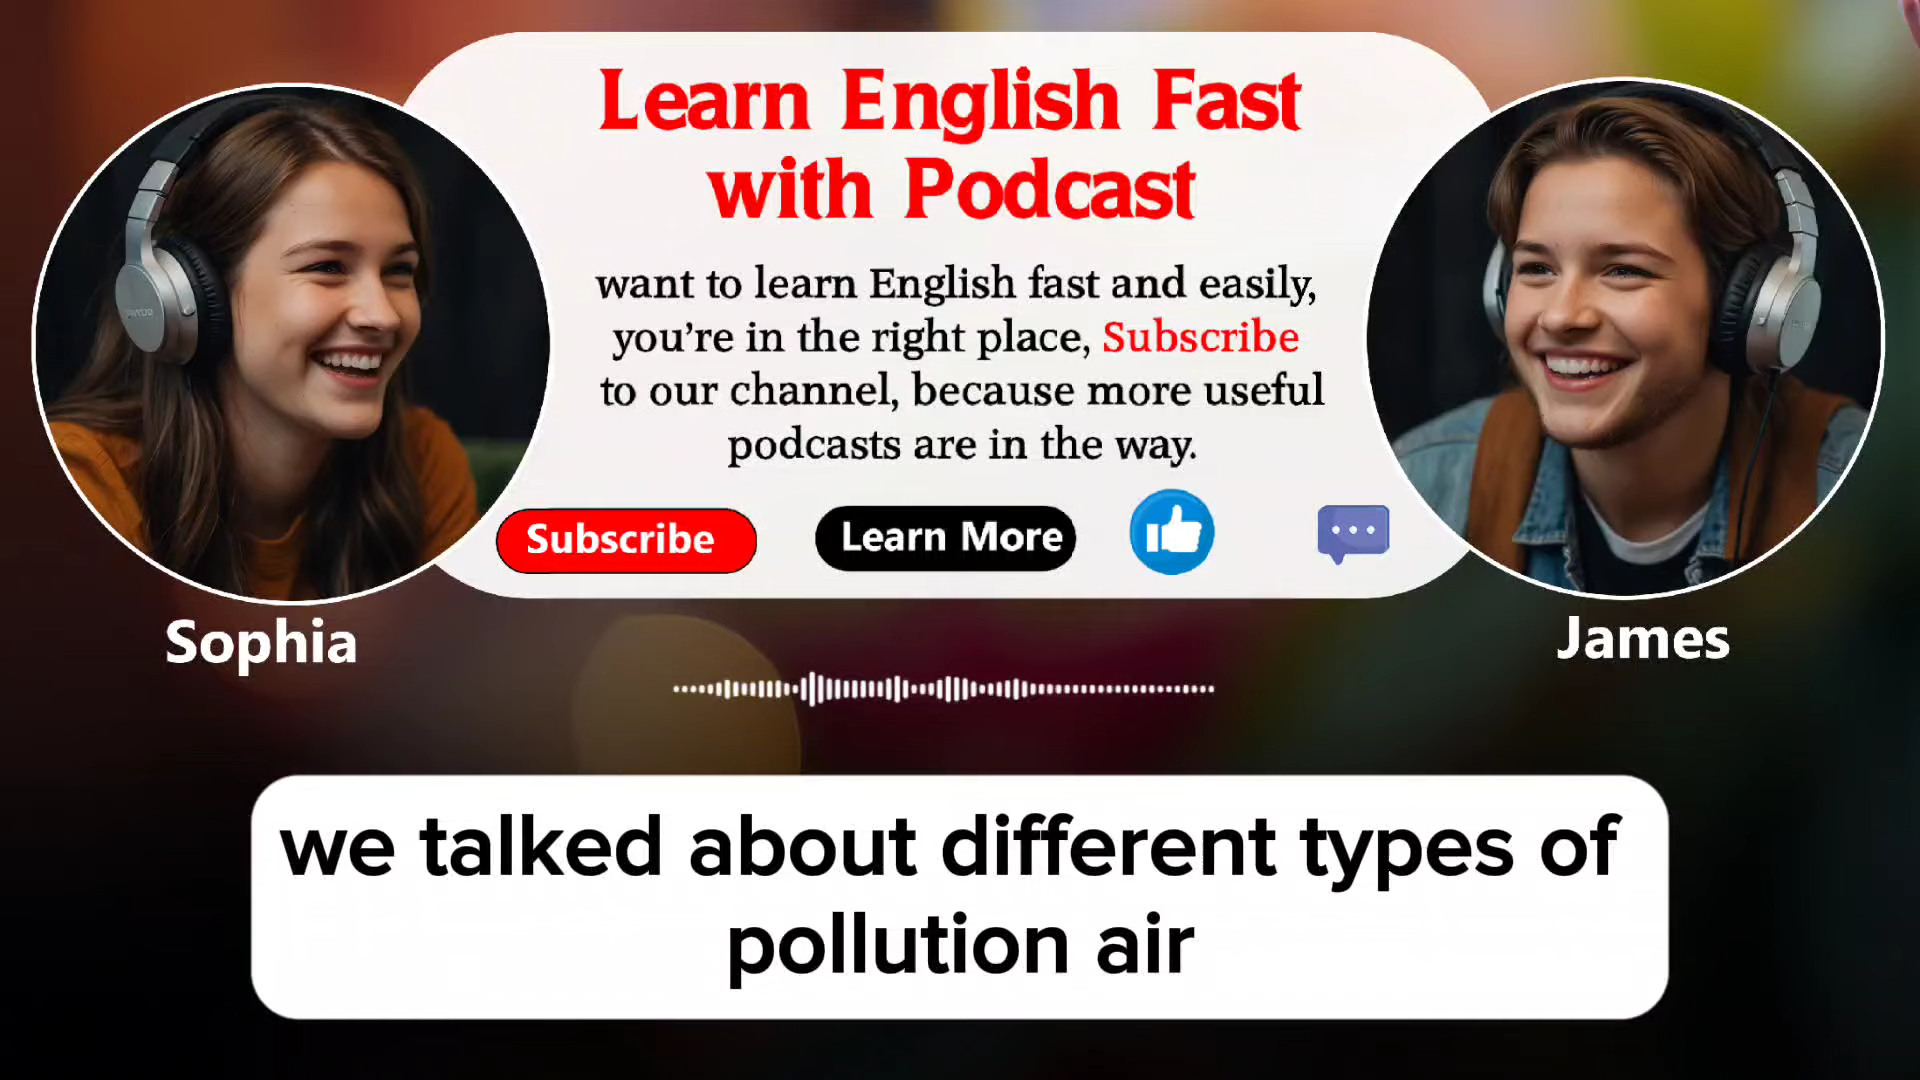 Learn English Fast
with Podcast
want to learn English fast and easily,
you're in the right place, Subscribe
to our channel, because more useful
podcasts are in the way.
Subscribe
Learn More
Sophia
James
we talked about different types of
pollution air